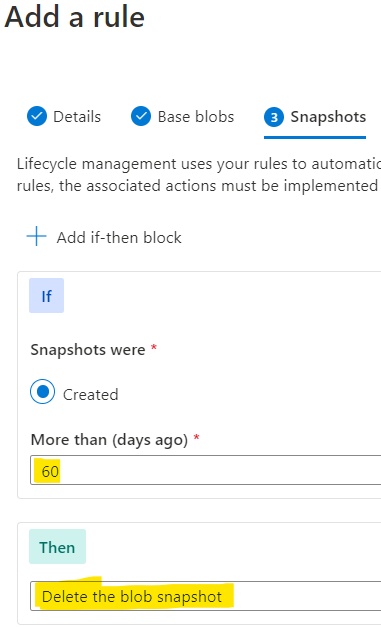 Add a rule
Details
Base blobs
3 Snapshots
Lifecycle management uses your rules to automatic
rules, the associated actions must be implemented
Add if-then block
If
Snapshots were *
Created
More than (days ago) *
60
Then
Delete the blob snapshot